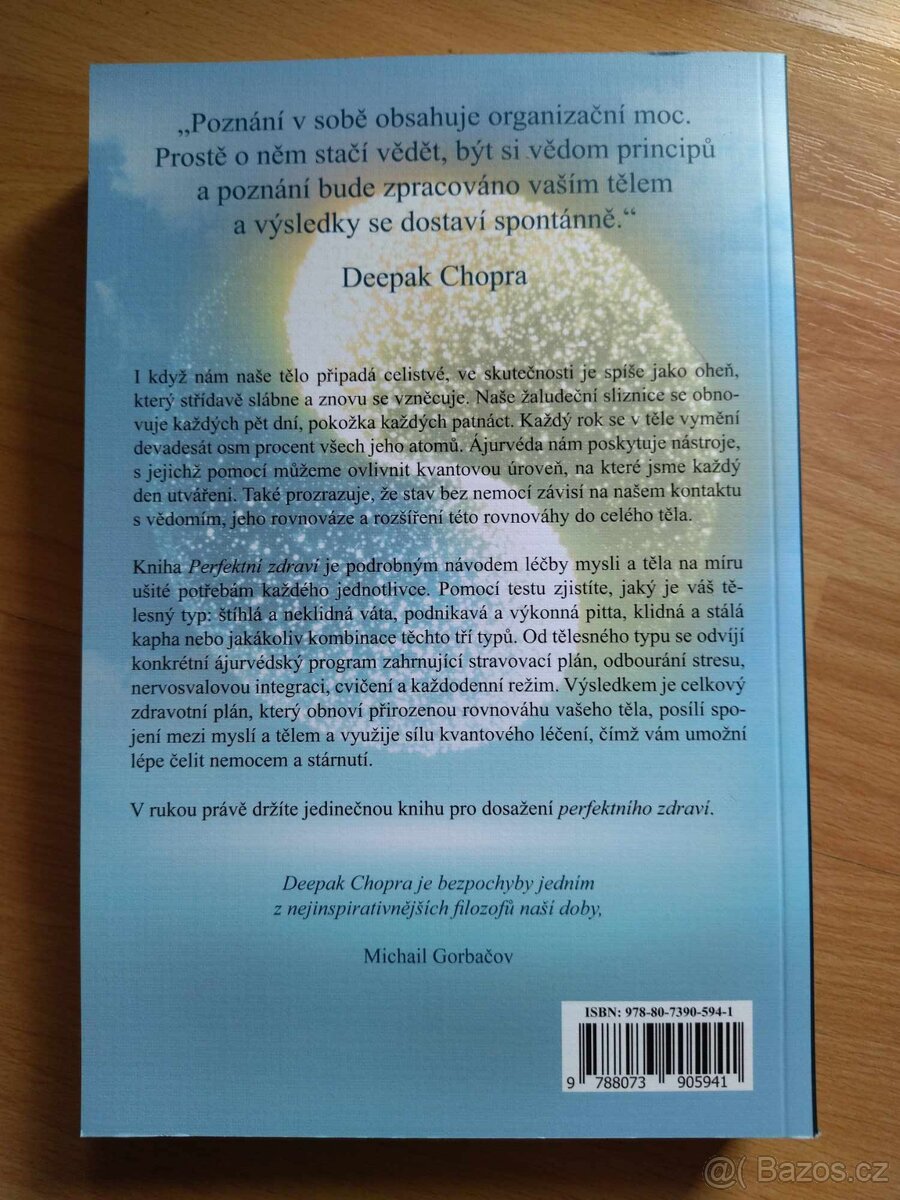 „Poznání v sobě obsahuje organizační moc.
Prostě o něm stačí vědět, být si vědom principů
a poznání bude zpracováno vaším tělem
a výsledky se dostaví spontánně.“
Deepak Chopra
I když nám naše tělo připadá celistvé, ve skutečnosti je spíše jako oheň,
který střídavě slábne a znovu se vzněcuje. Naše žaludeční sliznice se obno-
vuje každých pět dní, pokožka každých patnáct. Každý rok se v těle vymění
devadesát osm procent všech jeho atomů. Ájurvéda nám poskytuje nástroje,
s jejichž pomocí můžeme ovlivnit kvantovou úroveň, na které jsme každý
den utvářeni. Také prozrazuje, že stav bez nemocí závisí na našem kontaktu
s vědomím, jeho rovnováze a rozšíření této rovnováhy do celého těla.
Kniha Perfektní zdraví je podrobným návodem léčby mysli a těla na míru
ušité potřebám každého jednotlivce. Pomocí testu zjistíte, jaký je váš tě-
lesný typ: štíhlá a neklidná váta, podnikavá a výkonná pitta, klidná a stálá
kapha nebo jakákoliv kombinace těchto tří typů. Od tělesného typu se odvíjí
konkrétní ájurvédský program zahrnující stravovací plán, odbourání stresu,
nervosvalovou integraci, cvičení a každodenní režim. Výsledkem je celkový
zdravotní plán, který obnoví přirozenou rovnováhu vašeho těla, posílí spo-
jení mezi myslí a tělem a využije sílu kvantového léčení, čímž vám umožní
lépe čelit nemocem a stárnutí.
V rukou právě držíte jedinečnou knihu pro dosažení perfektního zdraví.
Deepak Chopra je bezpochyby jedním
z nejinspirativnějších filozofů naší doby,
Michail Gorbačov
ISBN: 978-80-7390-594-1
9 788073 905941
@( Bazos.cz